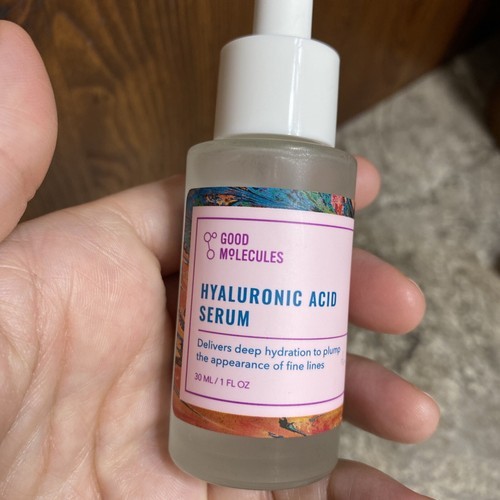 GOOD
MOLECULES
HYALURONIC ACID
SERUM
Delivers deep hydration to plump
the appearance of fine lines
30 ML / 1 FL OZ